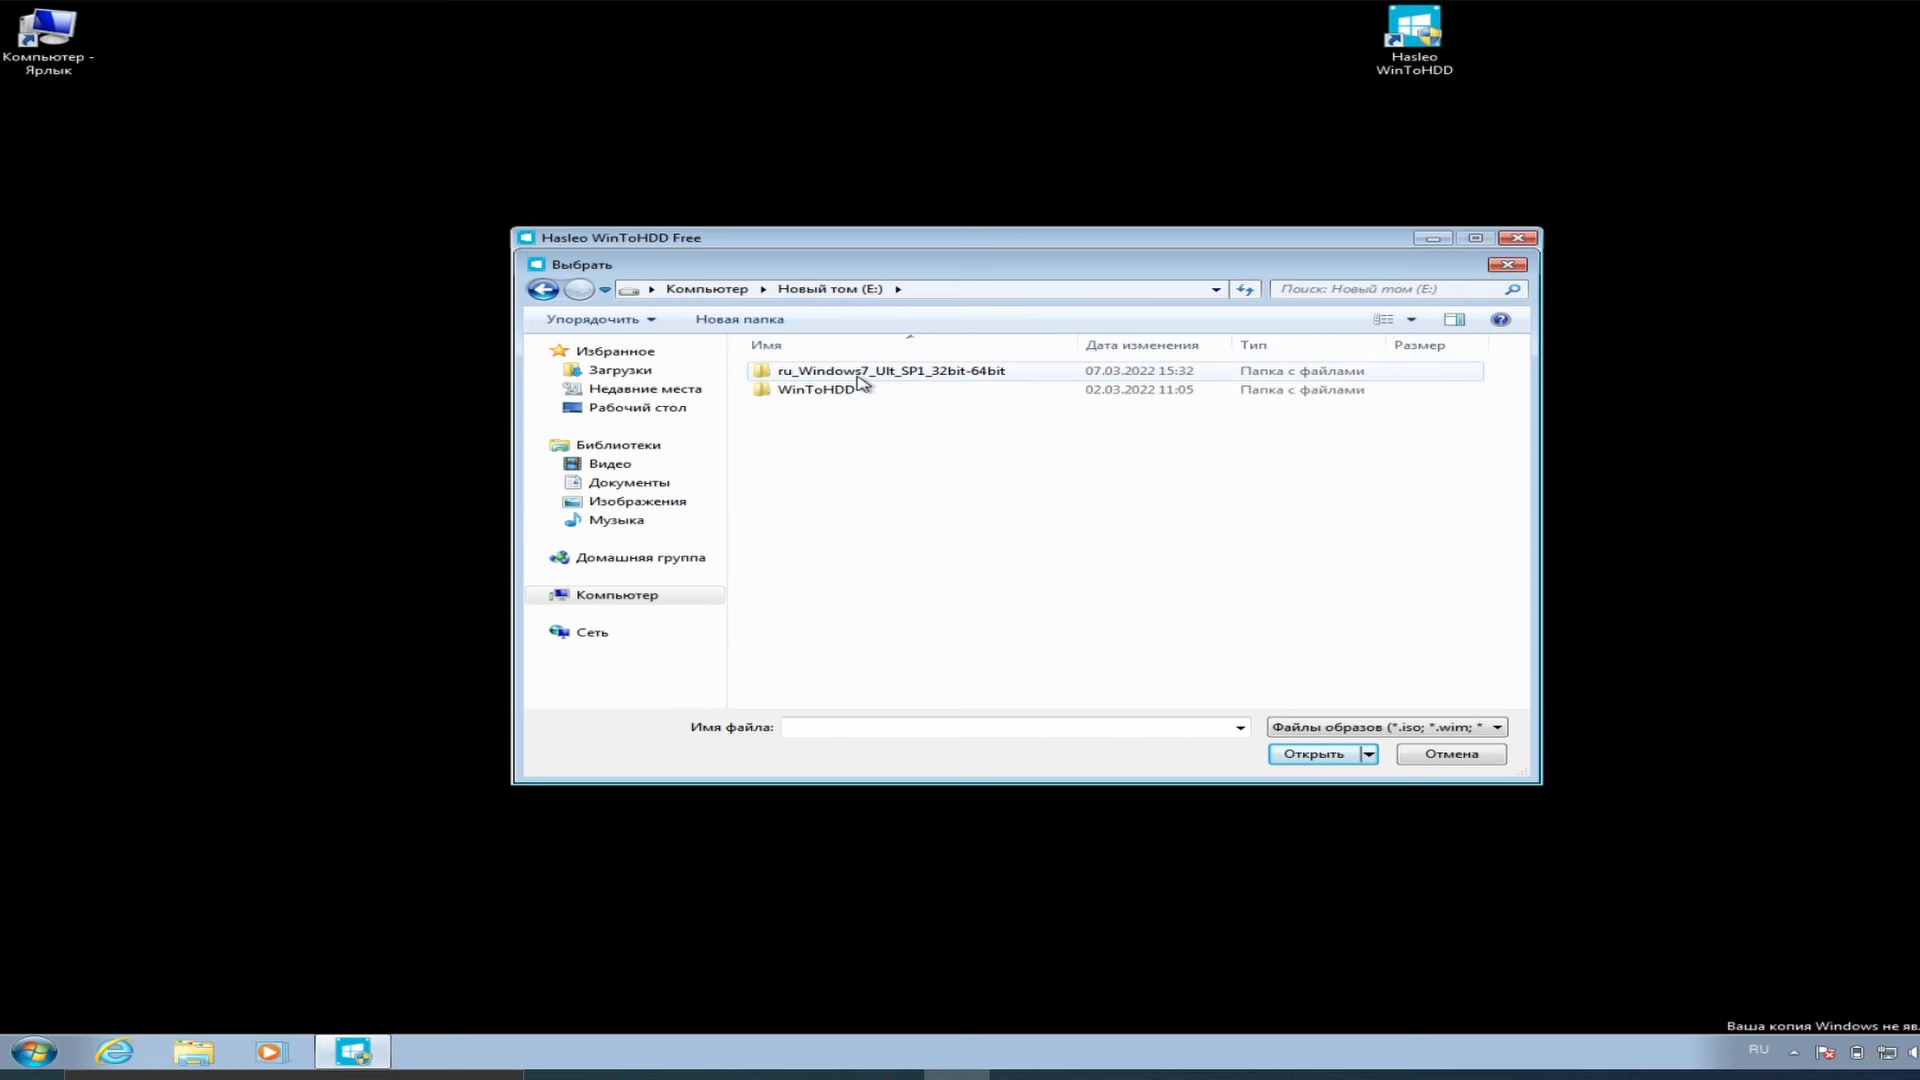 Компьютер -
Ярлык
Hasleo
WinToHDD
Hasleo WinToHDD Free
Выбрать
Компьютер
Новый том (E:)
Поиск: Новый том (E:)
Упорядочить
Новая папка
Имя
Дата изменения
Тип
Размер
Избранное
Загрузки
Недавние места
Рабочий стол
Библиотеки
Видео
Документы
Изображения
Музыка
Домашняя группа
Компьютер
Сеть
ru_Windows7_Ult_SP1_32bit-64bit
07.03.2022 15:32
Папка с файлами
WinToHDD
02.03.2022 11:05
Папка с файлами
Имя файла:
Файлы образов (*.iso; *.wim; *
Открыть
Отмена
Ваша копия Windows не яв
RU